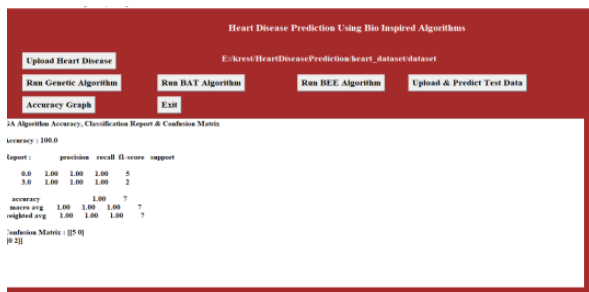 Heart Disease Prediction Using Bio Inspired Algorithms
Upload Heart Disease E:/krest/HeartDiseasePrediction/heart_dataset/dataset
Run Genetic Algorithm Run BAT Algorithm Run BEE Algorithm Upload & Predict Test Data
Accuracy Graph Exit
GA Algorithm Accuracy, Classification Report & Confusion Matrix
Accuracy : 100.0
Report : precision recall f1-score support
0.0 1.00 1.00 1.00 5
3.0 1.00 1.00 1.00 2
accuracy 1.00 7
macro avg 1.00 1.00 1.00 7
weighted avg 1.00 1.00 1.00 7
Confusion Matrix : [[5 0]
[0 2]]